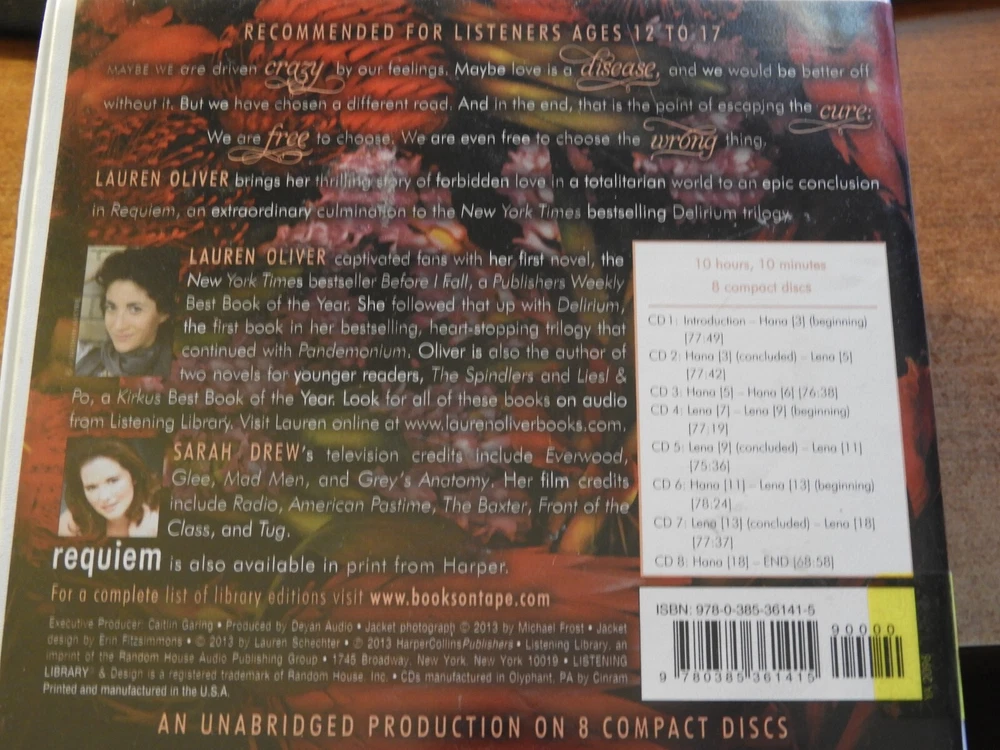 RECOMMENDED FOR LISTENERS AGES 12 TO 17
MAYBE WE are driven crazy by our feelings. Maybe love is a disease, and we would be better off
without it. But we have chosen a different road. And in the end, that is the point of escaping the cure:
We are free to choose. We are even free to choose the wrong thing.
LAUREN OLIVER brings her thrilling story of forbidden love in a totalitarian world to an epic conclusion
in Requiem, an extraordinary culmination to the New York Times bestselling Delirium trilogy.
LAUREN OLIVER captivated fans with her first novel, the
New York Times bestseller Before I Fall, a Publishers Weekly
Best Book of the Year. She followed that up with Delirium,
the first book in her bestselling, heart-stopping trilogy that
continued with Pandemonium. Oliver is also the author of
two novels for younger readers, The Spindlers and Liesl &
Po, a Kirkus Best Book of the Year. Look for all of these books on audio
from Listening Library. Visit Lauren online at www.laurenoliverbooks.com.
SARAH DREW's television credits include Everwood,
Glee, Mad Men, and Grey's Anatomy. Her film credits
include Radio, American Pastime, The Baxter, Front of the
Class, and Tug.
requiem is also available in print from Harper.
For a complete list of library editions visit www.booksontape.com
Executive Producer: Caitlin Garing • Produced by Deyan Audio • Jacket photograph © 2013 by Michael Frost • Jacket
design by Erin Fitzsimmons • © 2013 by Lauren Schechter • ℗ 2013 HarperCollinsPublishers • Listening Library, an
imprint of the Random House Audio Publishing Group • 1745 Broadway, New York, New York 10019 • LISTENING
LIBRARY & Design is a registered trademark of Random House, Inc. • CDs manufactured in Olyphant, PA by Cinram
Printed and manufactured in the U.S.A.
10 hours, 10 minutes
8 compact discs
CD 1: Introduction – Hana [3] (beginning)
[77:49]
CD 2: Hana [3] (concluded) – Lena [5]
[77:42]
CD 3: Hana [5] – Hana [6] [76:38]
CD 4: Lena [7] – Lena [9] (beginning)
[77:19]
CD 5: Lena [9] (concluded) – Lena [11]
[75:36]
CD 6: Hana [11] – Lena [13] (beginning)
[78:24]
CD 7: Lena [13] (concluded) – Lena [18]
[77:37]
CD 8: Hana [18] – END [68:58]
ISBN: 978-0-385-36141-5
90000
9 780385 361415
AN UNABRIDGED PRODUCTION ON 8 COMPACT DISCS